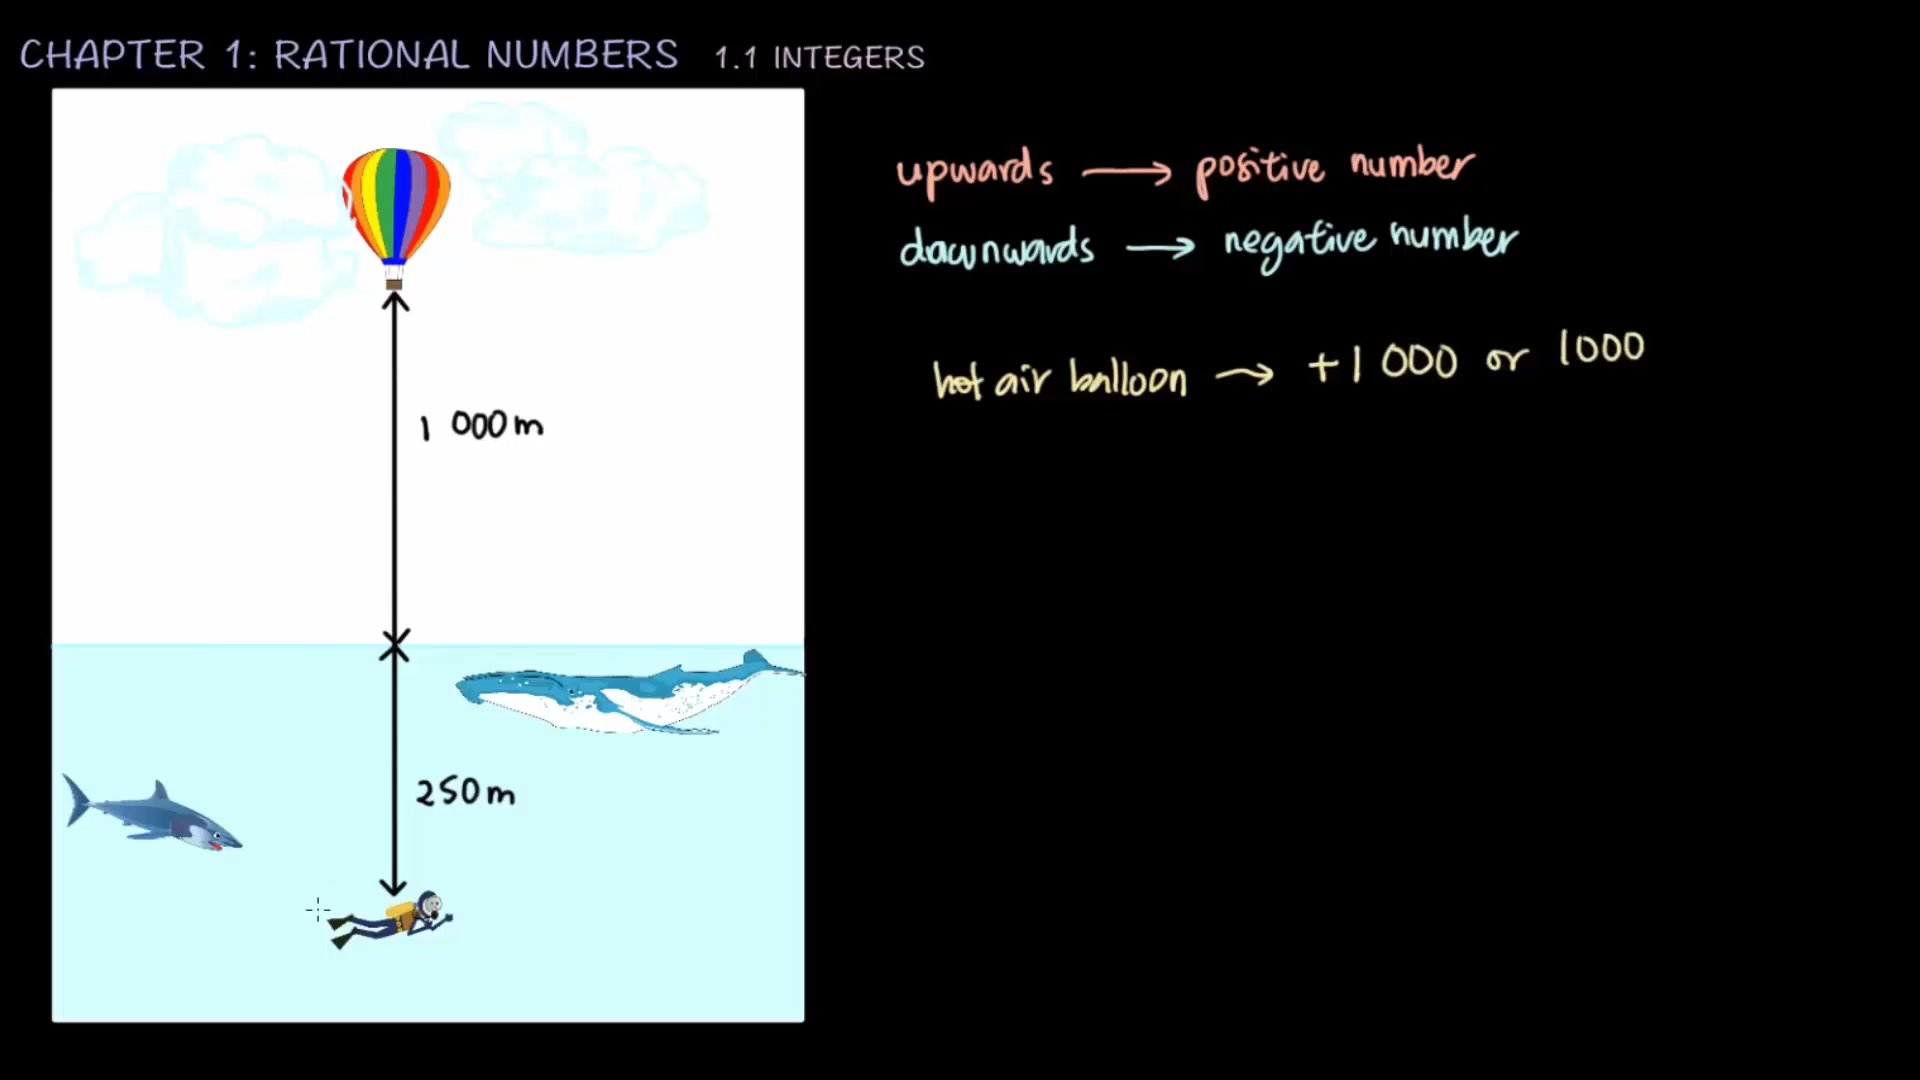 CHAPTER 1: RATIONAL NUMBERS 1.1 INTEGERS
upwards → positive number
downwards → negative number
hot air balloon → +1 000 or 1000
1 000 m
250 m